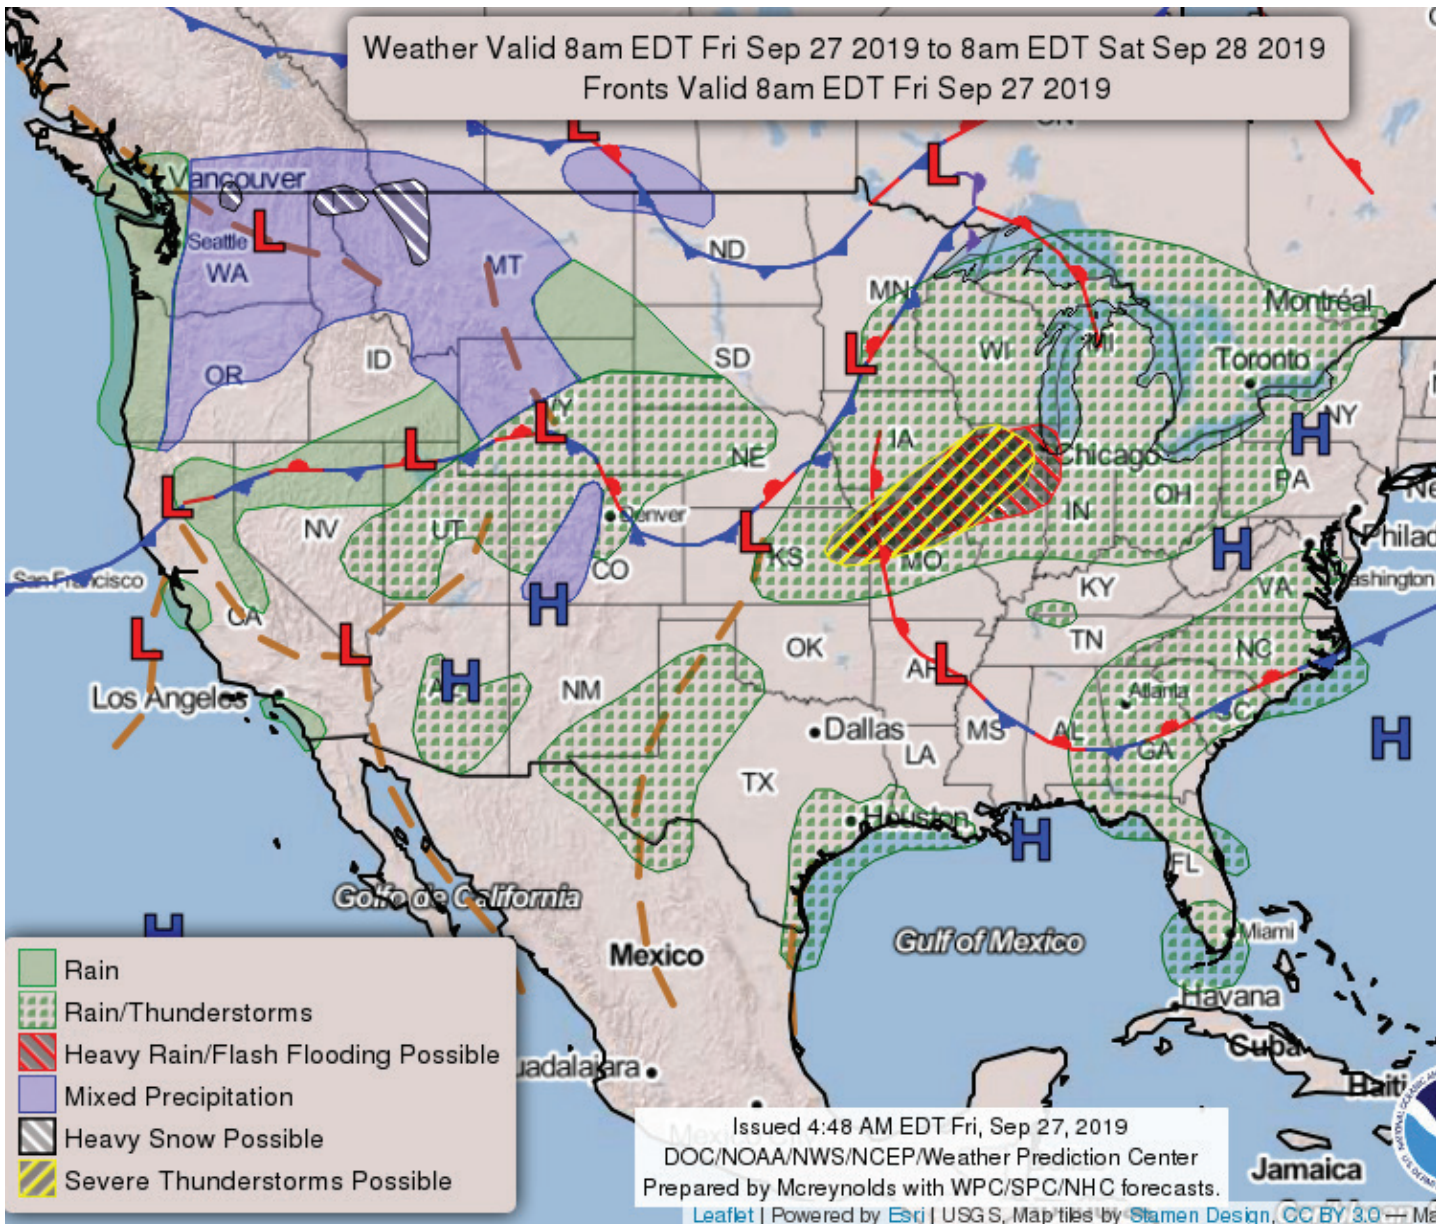 Weather Valid 8am EDT Fri Sep 27 2019 to 8am EDT Sat Sep 28 2019
Fronts Valid 8am EDT Fri Sep 27 2019
L
L
Vancouver
Seattle
L
WA
MT
ND
MN
Montréal
OR
ID
SD
L
WI
MI
Toronto
WY
L
L
NE
IA
Chicago
H
NY
PA
L
NV
UT
Denver
L
KS
MO
IN
OH
H
Philad
San Francisco
CO
H
KY
VA
ashington
CA
L
L
OK
TN
NC
Los Angeles
H
NM
AR
L
Atlanta
SC
Dallas
LA
MS
AL
GA
H
TX
Houston
H
FL
Golfo de California
H
Mexico
Gulf of Mexico
Miami
Havana
Cuba
Haiti
Jamaica
uadalajara
Mexico City
Rain
Rain/Thunderstorms
Heavy Rain/Flash Flooding Possible
Mixed Precipitation
Heavy Snow Possible
Severe Thunderstorms Possible
Issued 4:48 AM EDT Fri, Sep 27, 2019
DOC/NOAA/NWS/NCEP/Weather Prediction Center
Prepared by Mcreynolds with WPC/SPC/NHC forecasts.
Leaflet | Powered by Esri | USGS, Map tiles by Stamen Design, CC BY 3.0 — Ma